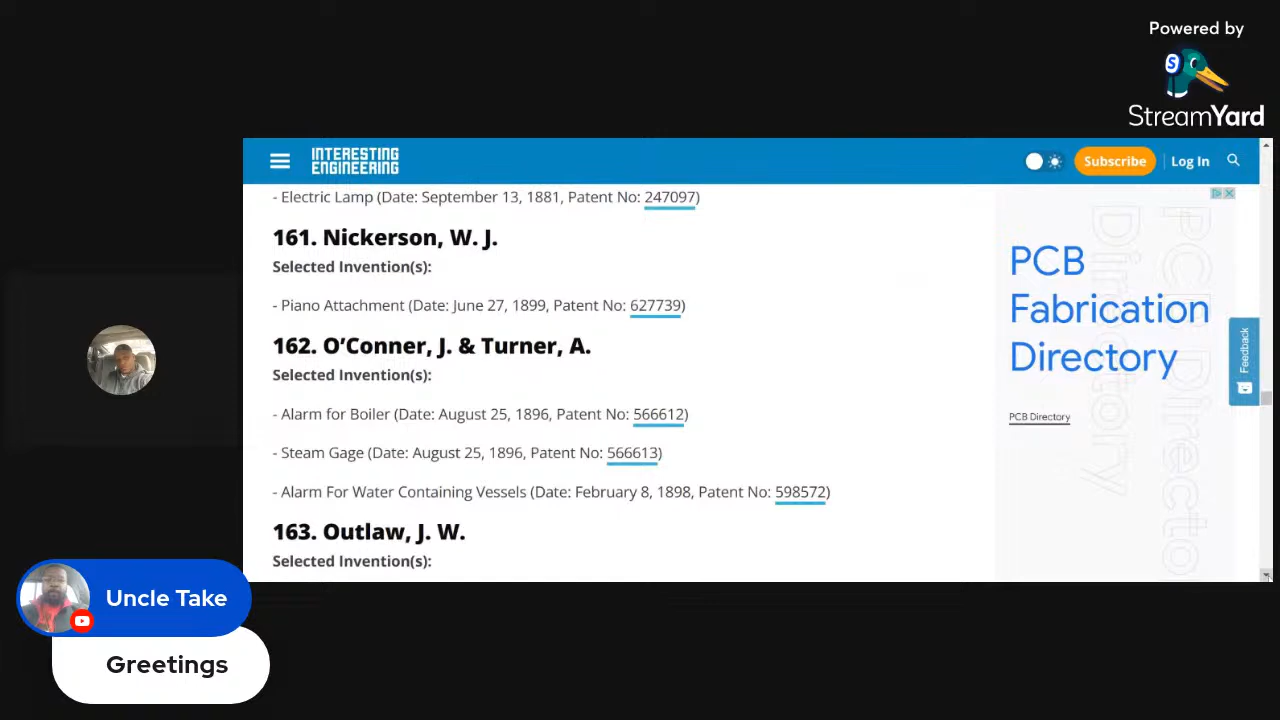 Powered by
StreamYard
INTERESTING
ENGINEERING
Subscribe
Log In
- Electric Lamp (Date: September 13, 1881, Patent No: 247097)
161. Nickerson, W. J.
Selected Invention(s):
- Piano Attachment (Date: June 27, 1899, Patent No: 627739)
162. O’Conner, J. & Turner, A.
Selected Invention(s):
- Alarm for Boiler (Date: August 25, 1896, Patent No: 566612)
- Steam Gage (Date: August 25, 1896, Patent No: 566613)
- Alarm For Water Containing Vessels (Date: February 8, 1898, Patent No: 598572)
163. Outlaw, J. W.
Selected Invention(s):
PCB
Fabrication
Directory
PCB Directory
PCB Directo
Directory
Feedback
Uncle Take
Greetings